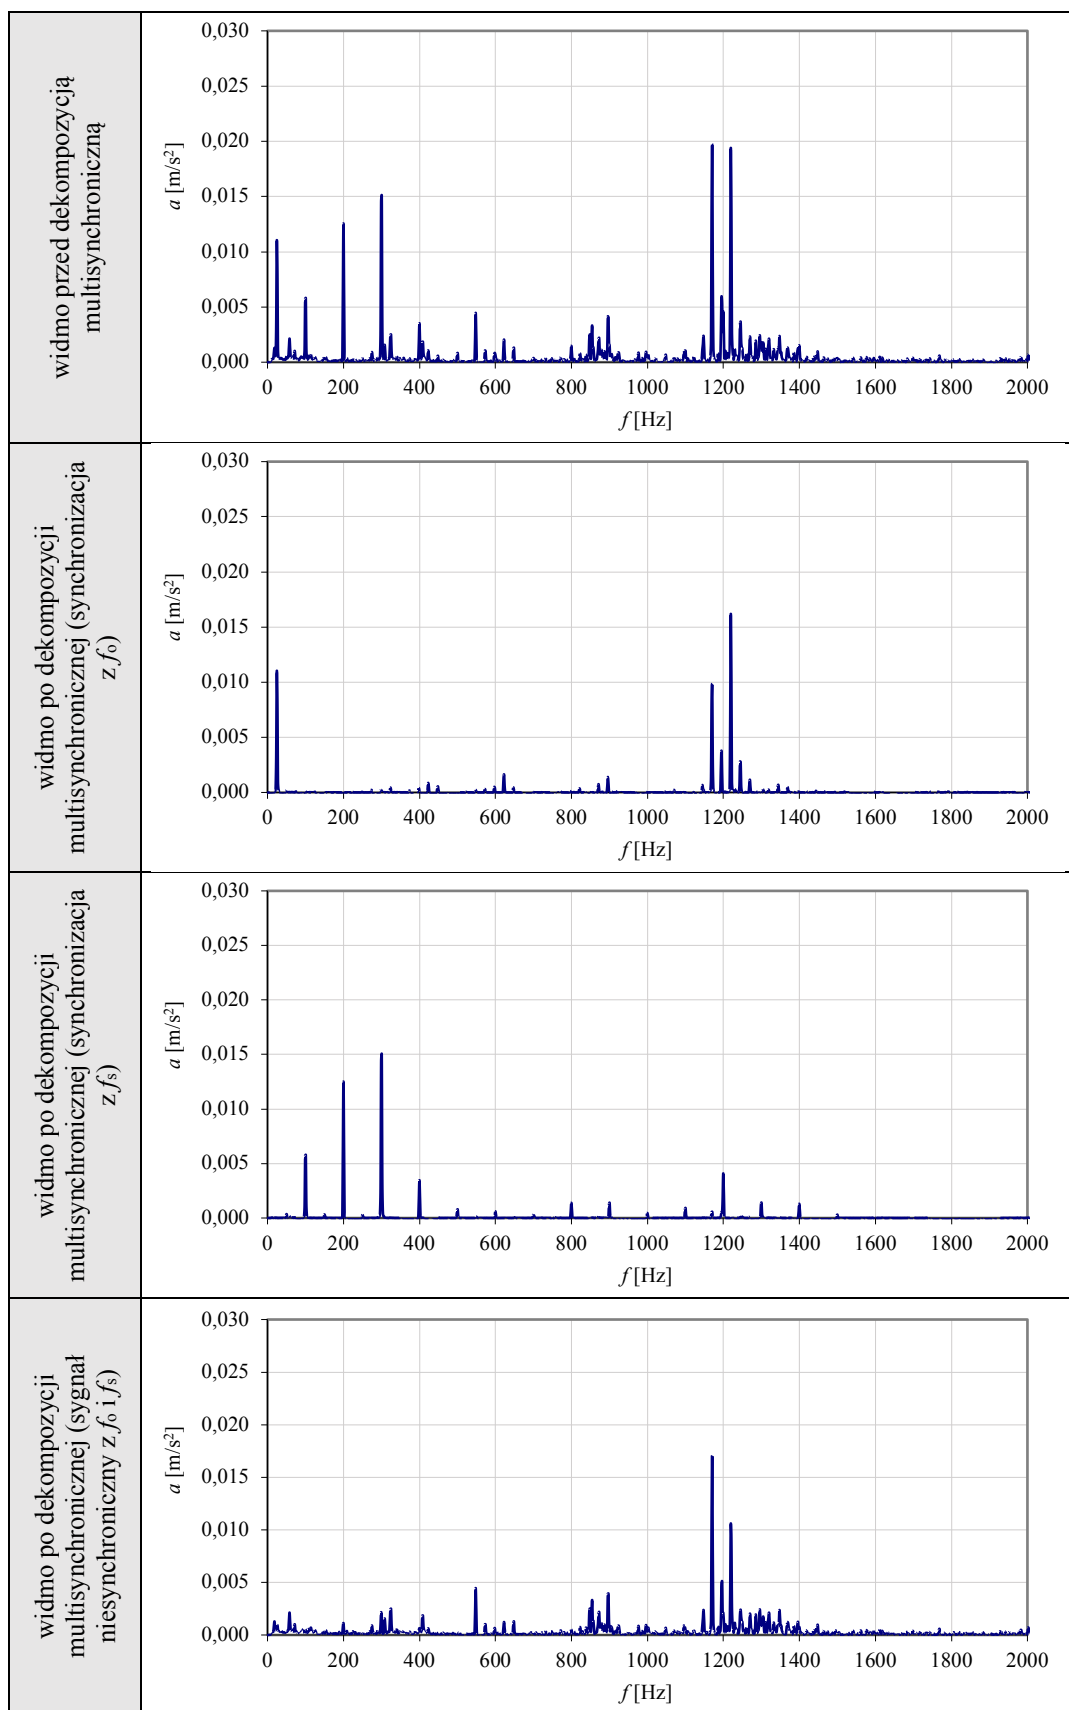 widmo przed dekompozycją
multisynchroniczną
0,030
0,025
0,020
0,015
0,010
0,005
0,000
a [m/s²]
0 200 400 600 800 1000 1200 1400 1600 1800 2000
f [Hz]
widmo po dekompozycji
multisynchronicznej (synchronizacja
z fo)
0,030
0,025
0,020
0,015
0,010
0,005
0,000
a [m/s²]
0 200 400 600 800 1000 1200 1400 1600 1800 2000
f [Hz]
widmo po dekompozycji
multisynchronicznej (synchronizacja
z fs)
0,030
0,025
0,020
0,015
0,010
0,005
0,000
a [m/s²]
0 200 400 600 800 1000 1200 1400 1600 1800 2000
f [Hz]
widmo po dekompozycji
multisynchronicznej (sygnał
niesynchroniczny z fo i fs)
0,030
0,025
0,020
0,015
0,010
0,005
0,000
a [m/s²]
0 200 400 600 800 1000 1200 1400 1600 1800 2000
f [Hz]